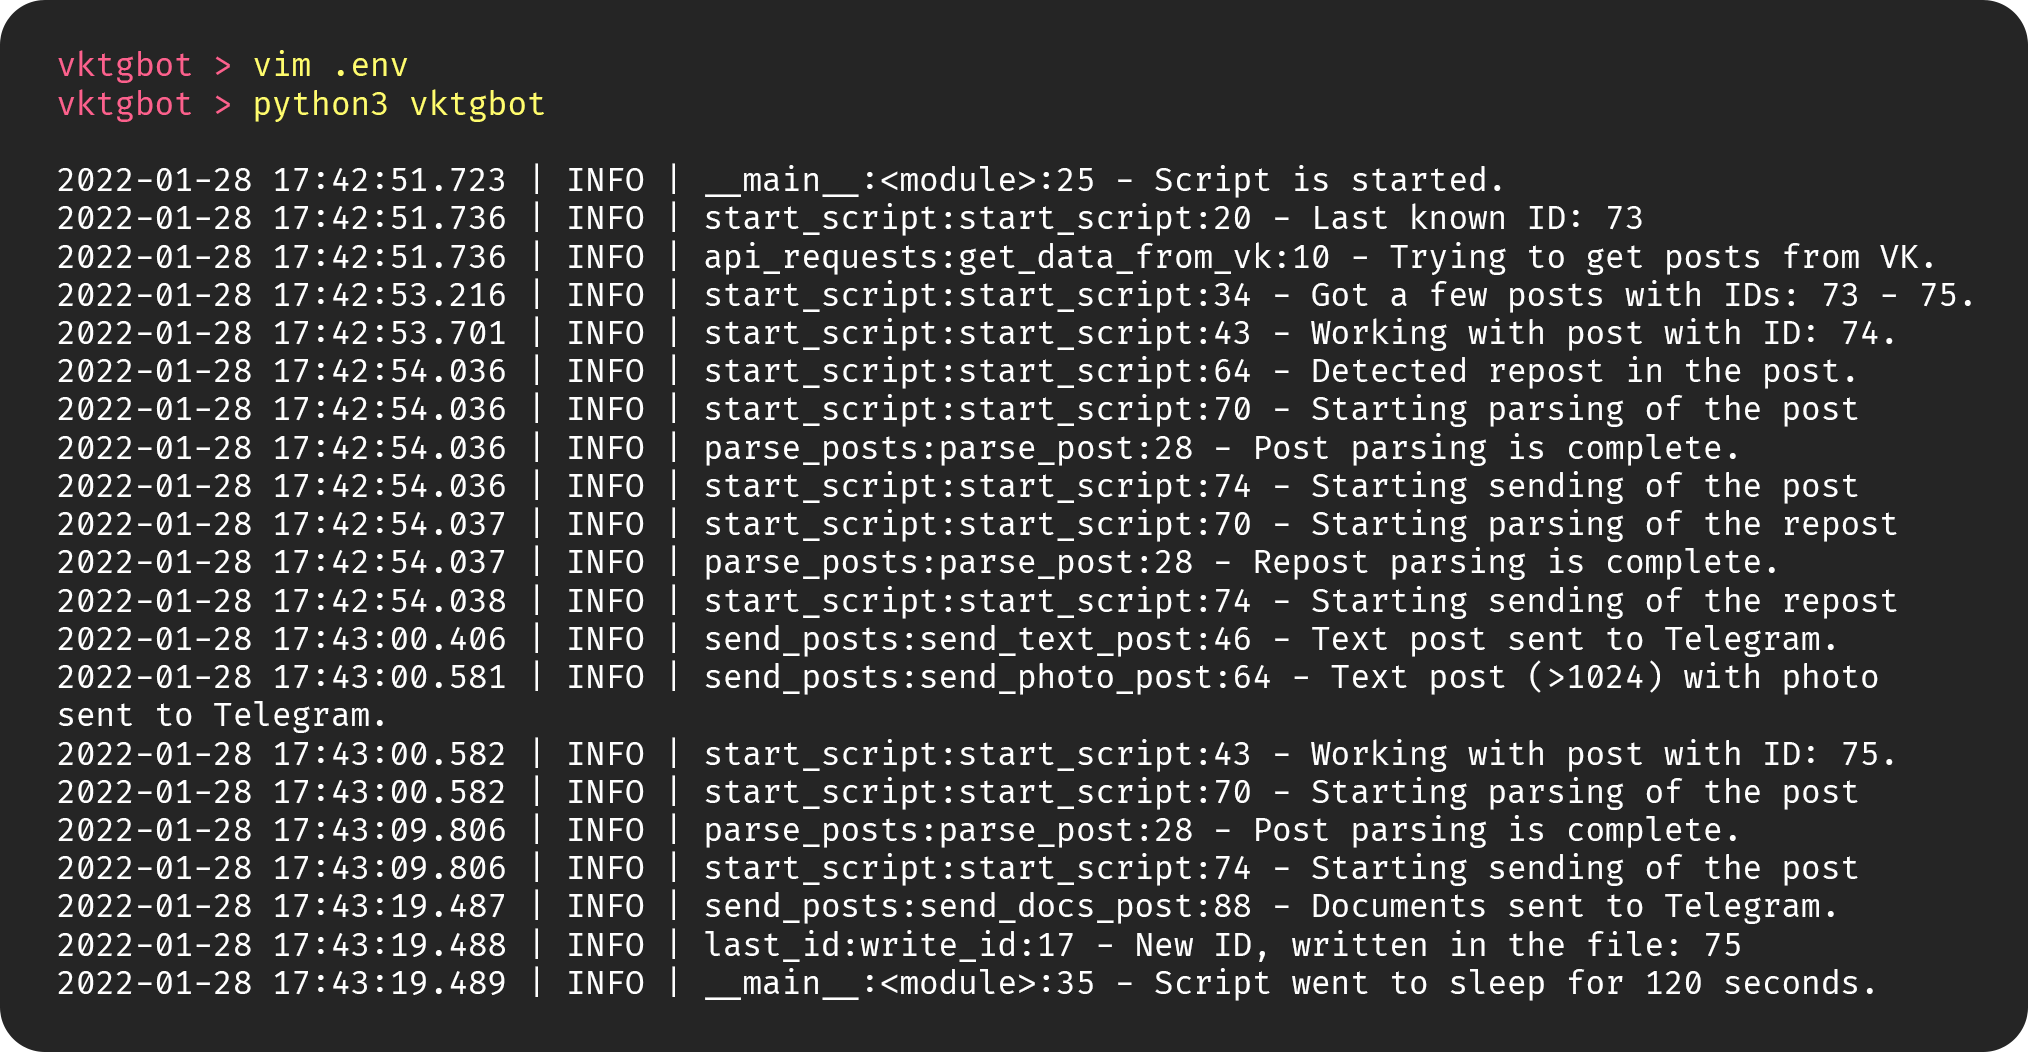 vktgbot > vim .env
vktgbot > python3 vktgbot
2022-01-28 17:42:51.723 | INFO | __main__:<module>:25 - Script is started.
2022-01-28 17:42:51.736 | INFO | start_script:start_script:20 - Last known ID: 73
2022-01-28 17:42:51.736 | INFO | api_requests:get_data_from_vk:10 - Trying to get posts from VK.
2022-01-28 17:42:53.216 | INFO | start_script:start_script:34 - Got a few posts with IDs: 73 - 75.
2022-01-28 17:42:53.701 | INFO | start_script:start_script:43 - Working with post with ID: 74.
2022-01-28 17:42:54.036 | INFO | start_script:start_script:64 - Detected repost in the post.
2022-01-28 17:42:54.036 | INFO | start_script:start_script:70 - Starting parsing of the post
2022-01-28 17:42:54.036 | INFO | parse_posts:parse_post:28 - Post parsing is complete.
2022-01-28 17:42:54.036 | INFO | start_script:start_script:74 - Starting sending of the post
2022-01-28 17:42:54.037 | INFO | start_script:start_script:70 - Starting parsing of the repost
2022-01-28 17:42:54.037 | INFO | parse_posts:parse_post:28 - Repost parsing is complete.
2022-01-28 17:42:54.038 | INFO | start_script:start_script:74 - Starting sending of the repost
2022-01-28 17:43:00.406 | INFO | send_posts:send_text_post:46 - Text post sent to Telegram.
2022-01-28 17:43:00.581 | INFO | send_posts:send_photo_post:64 - Text post (>1024) with photo
sent to Telegram.
2022-01-28 17:43:00.582 | INFO | start_script:start_script:43 - Working with post with ID: 75.
2022-01-28 17:43:00.582 | INFO | start_script:start_script:70 - Starting parsing of the post
2022-01-28 17:43:09.806 | INFO | parse_posts:parse_post:28 - Post parsing is complete.
2022-01-28 17:43:09.806 | INFO | start_script:start_script:74 - Starting sending of the post
2022-01-28 17:43:19.487 | INFO | send_posts:send_docs_post:88 - Documents sent to Telegram.
2022-01-28 17:43:19.488 | INFO | last_id:write_id:17 - New ID, written in the file: 75
2022-01-28 17:43:19.489 | INFO | __main__:<module>:35 - Script went to sleep for 120 seconds.